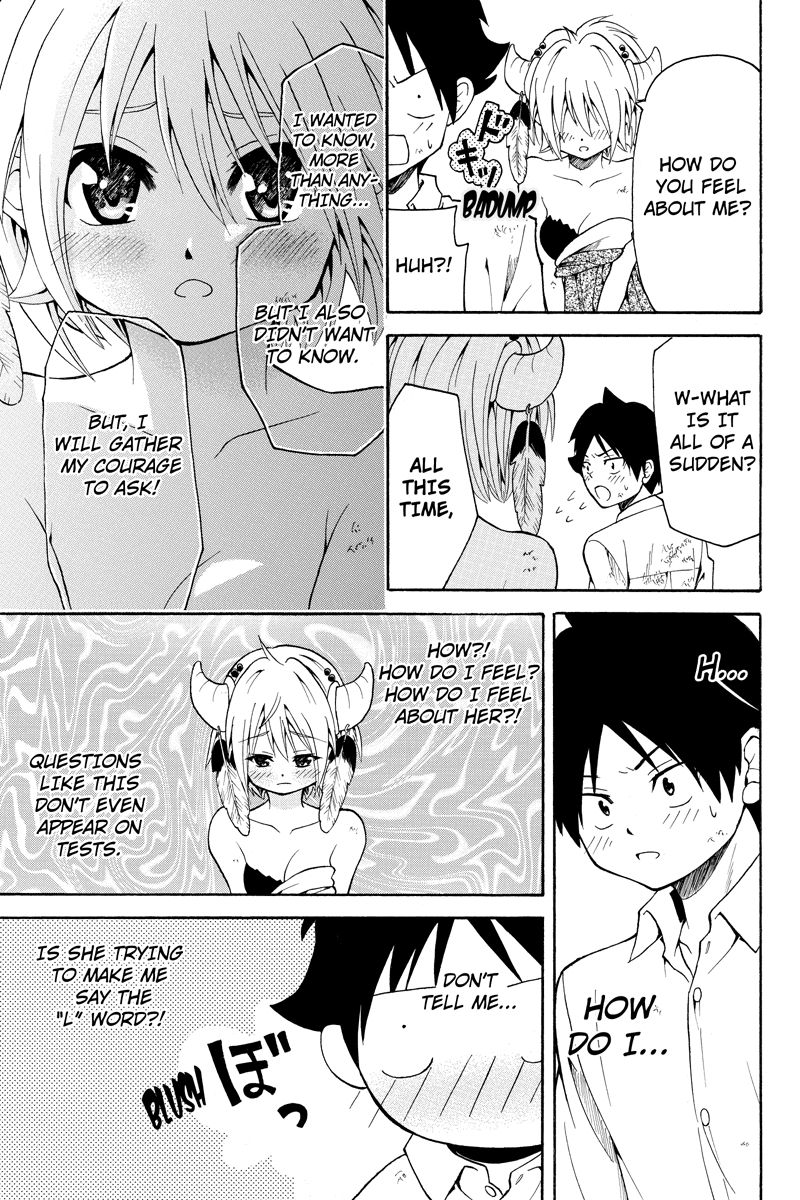 HOW DO
YOU FEEL
ABOUT ME?
ドキッ
BADUMP
HUH?!
I WANTED
TO KNOW,
MORE
THAN ANY-
THING...
BUT I ALSO
DIDN'T WANT
TO KNOW.
BUT, I
WILL GATHER
MY COURAGE
TO ASK!
W-WHAT
IS IT
ALL OF A
SUDDEN?
ALL
THIS
TIME,
H...
HOW
DO I...
HOW?!
HOW DO I FEEL?
HOW DO I FEEL
ABOUT HER?!
QUESTIONS
LIKE THIS
DON'T EVEN
APPEAR ON
TESTS.
DON'T
TELL ME...
IS SHE TRYING
TO MAKE ME
SAY THE
"L" WORD?!
ぼっ
BLUSH